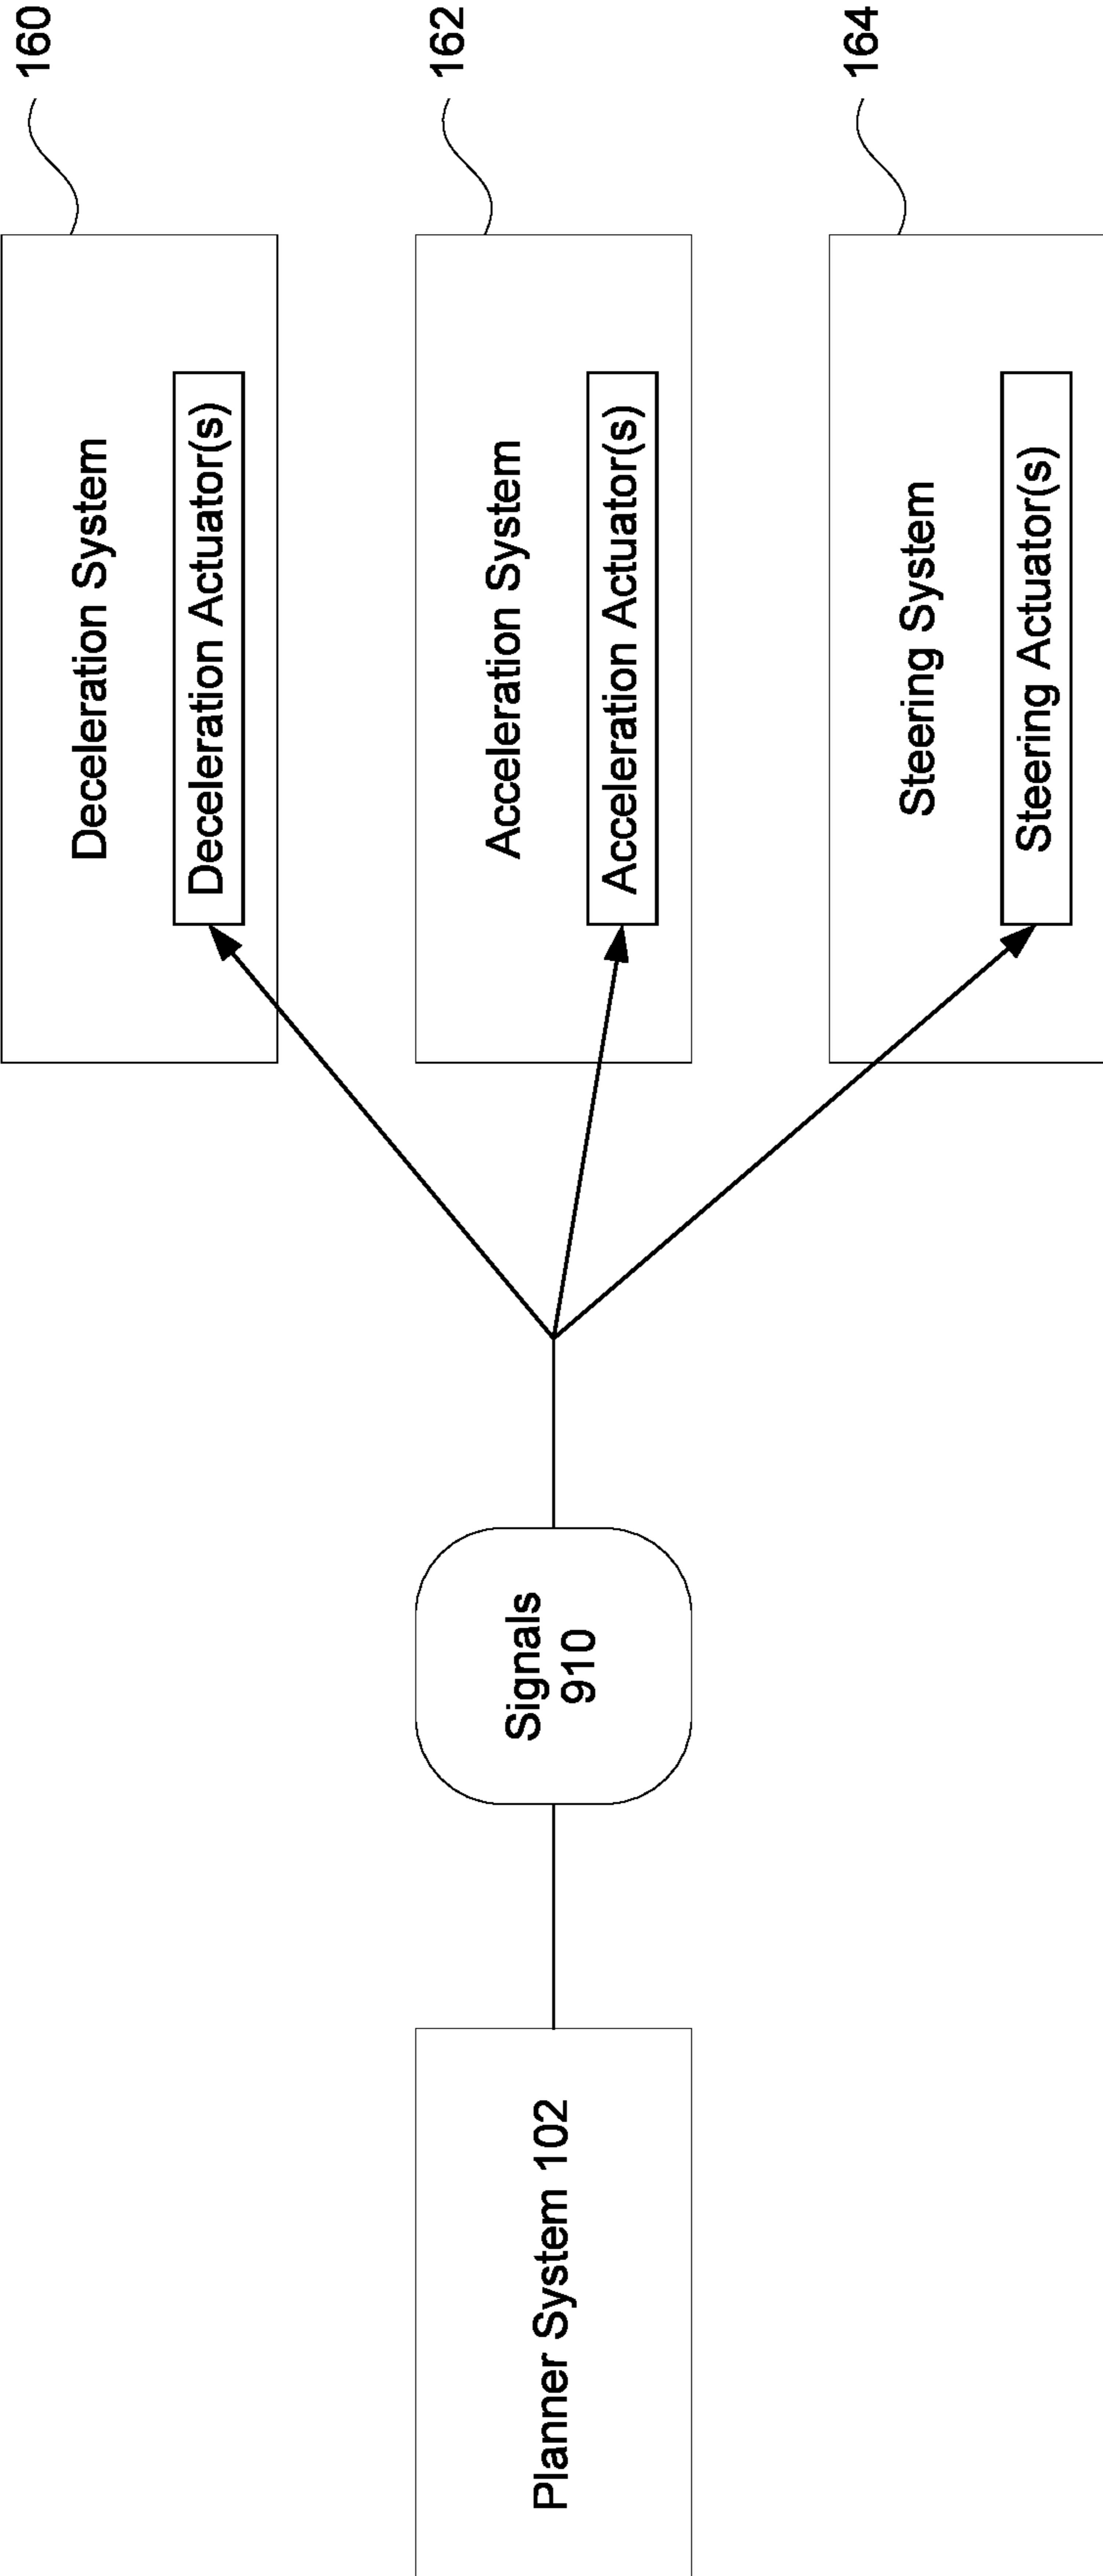 Planner System 102
Signals
910
Deceleration System
Deceleration Actuator(s)
160
Acceleration System
Acceleration Actuator(s)
162
Steering System
Steering Actuator(s)
164